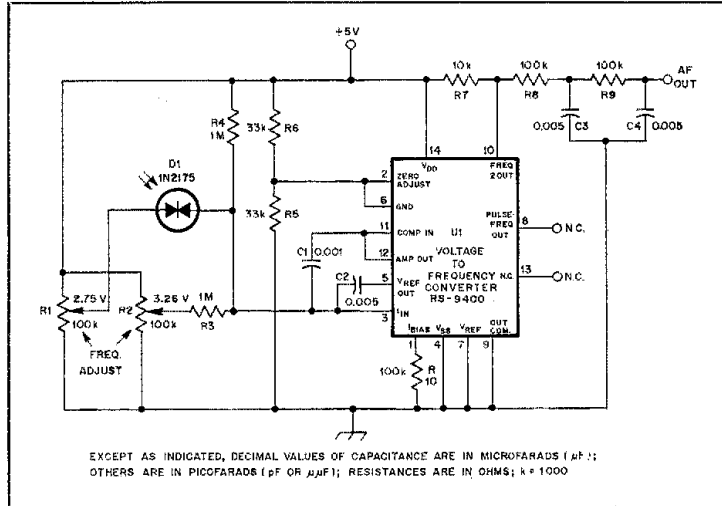 +5V
10k
R7
100k
R8
100k
R9
AF OUT
R4
1M
33k
R6
0.005
C3
C4
0.005
D1
1N2175
14
10
VDD
FREQ 2 OUT
2
ZERO ADJUST
6
GND
33k
R5
11
COMP IN
12
AMP OUT
PULSE-FREQ OUT
8
N.C.
U1
VOLTAGE TO FREQUENCY CONVERTER RS-9400
N.C.
13
N.C.
C1
0.001
C2
0.005
5
VREF OUT
3
IIN
R1
2.75 V
100k
R2
3.26 V
100k
1M
R3
FREQ. ADJUST
IBIAS
VSS
VREF
OUT COM.
1
4
7
9
100k
R 10
EXCEPT AS INDICATED, DECIMAL VALUES OF CAPACITANCE ARE IN MICROFARADS (µF);
OTHERS ARE IN PICOFARADS (pF OR µµF); RESISTANCES ARE IN OHMS; k = 1000